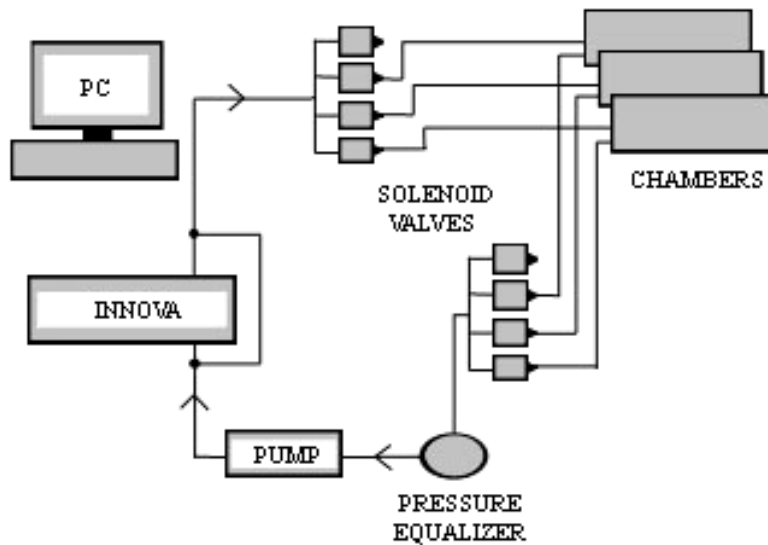 PC
SOLENOID
VALVES
CHAMBERS
INNOVA
PUMP
PRESSURE
EQUALIZER